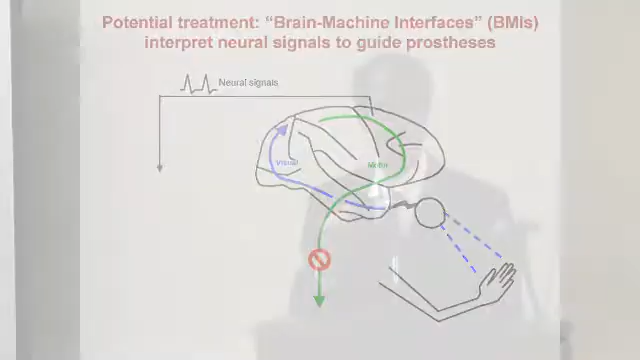 Potential treatment: “Brain-Machine Interfaces” (BMIs)
interpret neural signals to guide prostheses
Neural signals
Visual
Motor